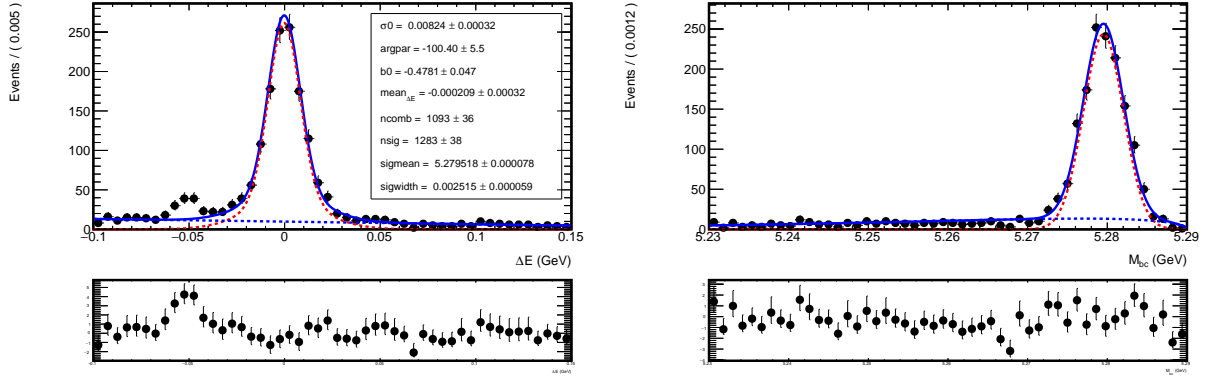 Events / ( 0.005 )
250
200
150
100
50
0
σ0 = 0.00824 ± 0.00032
argpar = -100.40 ± 5.5
b0 = -0.4781 ± 0.047
mean_ΔE = -0.000209 ± 0.00032
ncomb = 1093 ± 36
nsig = 1283 ± 38
sigmean = 5.279518 ± 0.000078
sigwidth = 0.002515 ± 0.000059
−0.1 −0.05 0 0.05 0.1 0.15
ΔE (GeV)
Events / ( 0.0012 )
250
200
150
100
50
0
5.23 5.24 5.25 5.26 5.27 5.28 5.29
M_bc (GeV)
ΔE (GeV)
M_bc (GeV)